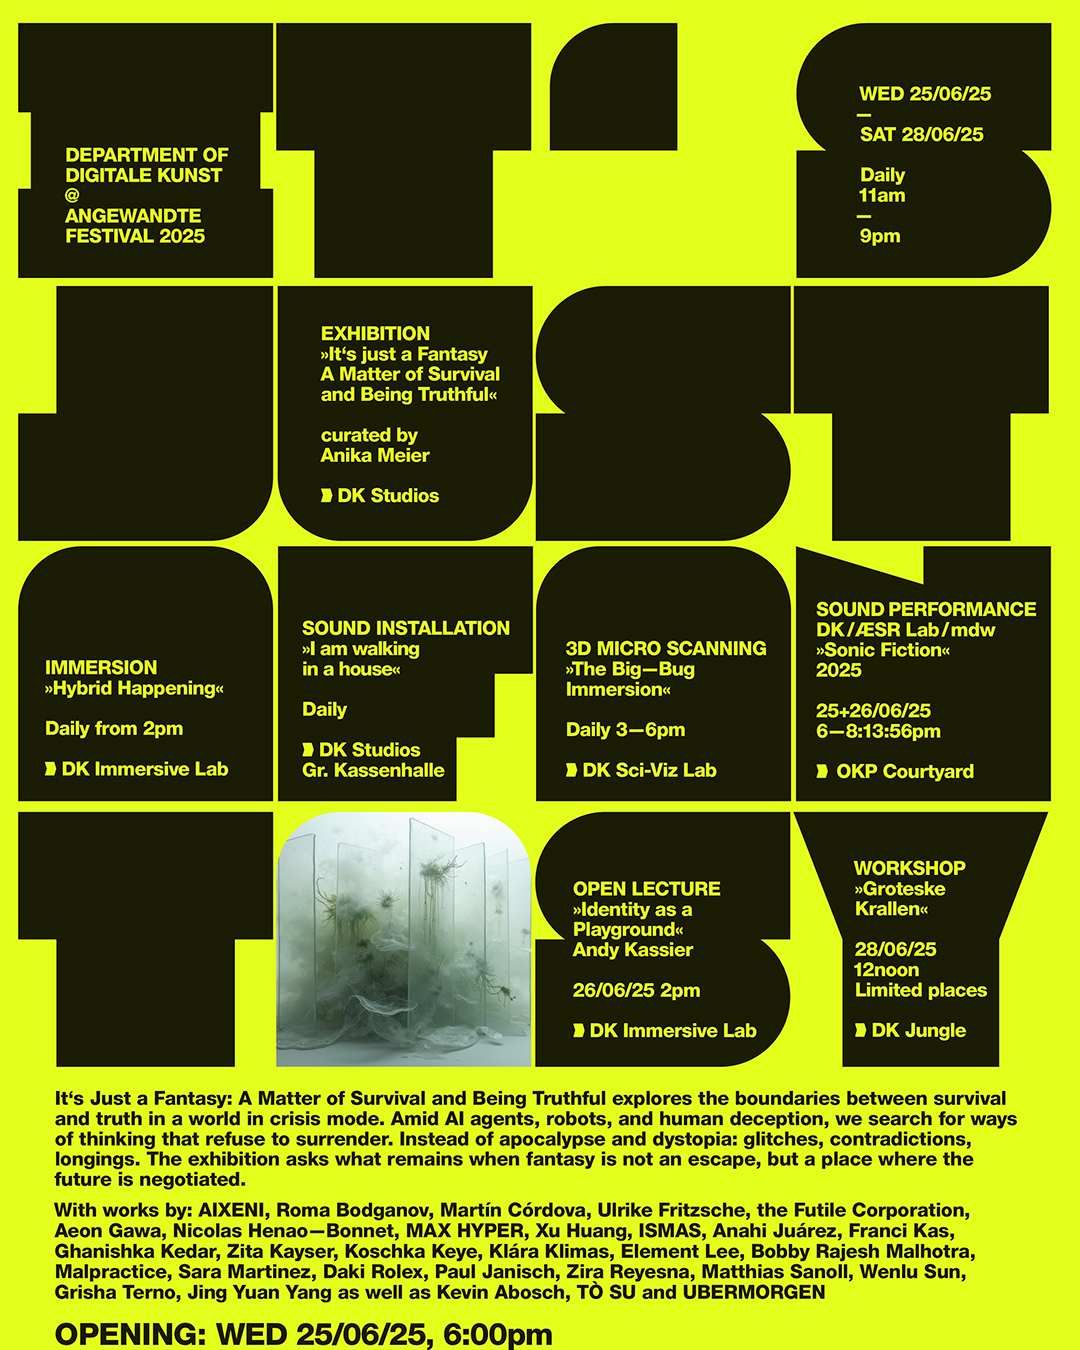 IT'S
DEPARTMENT OF
DIGITALE KUNST
@
ANGEWANDTE
FESTIVAL 2025
WED 25/06/25
—
SAT 28/06/25
Daily
11am
—
9pm
JUST
EXHIBITION
»It‘s just a Fantasy
A Matter of Survival
and Being Truthful«
curated by
Anika Meier
DK Studios
IMMERSION
»Hybrid Happening«
Daily from 2pm
DK Immersive Lab
SOUND INSTALLATION
»I am walking
in a house«
Daily
DK Studios
Gr. Kassenhalle
3D MICRO SCANNING
»The Big—Bug
Immersion«
Daily 3—6pm
DK Sci-Viz Lab
SOUND PERFORMANCE
DK/ÆSR Lab/mdw
»Sonic Fiction«
2025
25+26/06/25
6—8:13:56pm
OKP Courtyard
OPEN LECTURE
»Identity as a
Playground«
Andy Kassier
26/06/25 2pm
DK Immersive Lab
WORKSHOP
»Groteske
Krallen«
28/06/25
12noon
Limited places
DK Jungle
It‘s Just a Fantasy: A Matter of Survival and Being Truthful explores the boundaries between survival
and truth in a world in crisis mode. Amid AI agents, robots, and human deception, we search for ways
of thinking that refuse to surrender. Instead of apocalypse and dystopia: glitches, contradictions,
longings. The exhibition asks what remains when fantasy is not an escape, but a place where the
future is negotiated.
With works by: AIXENI, Roma Bodganov, Martín Córdova, Ulrike Fritzsche, the Futile Corporation,
Aeon Gawa, Nicolas Henao—Bonnet, MAX HYPER, Xu Huang, ISMAS, Anahi Juárez, Franci Kas,
Ghanishka Kedar, Zita Kayser, Koschka Keye, Klára Klimas, Element Lee, Bobby Rajesh Malhotra,
Malpractice, Sara Martinez, Daki Rolex, Paul Janisch, Zira Reyesna, Matthias Sanoll, Wenlu Sun,
Grisha Terno, Jing Yuan Yang as well as Kevin Abosch, TÒ SU and UBERMORGEN
OPENING: WED 25/06/25, 6:00pm